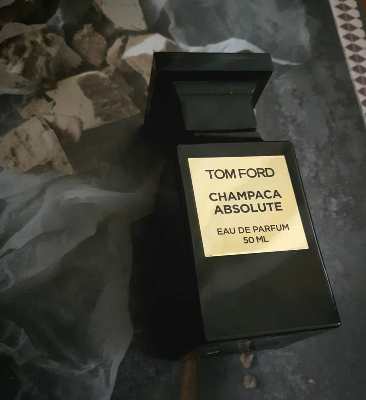 TOM FORD
CHAMPACA
ABSOLUTE
EAU DE PARFUM
50 ML